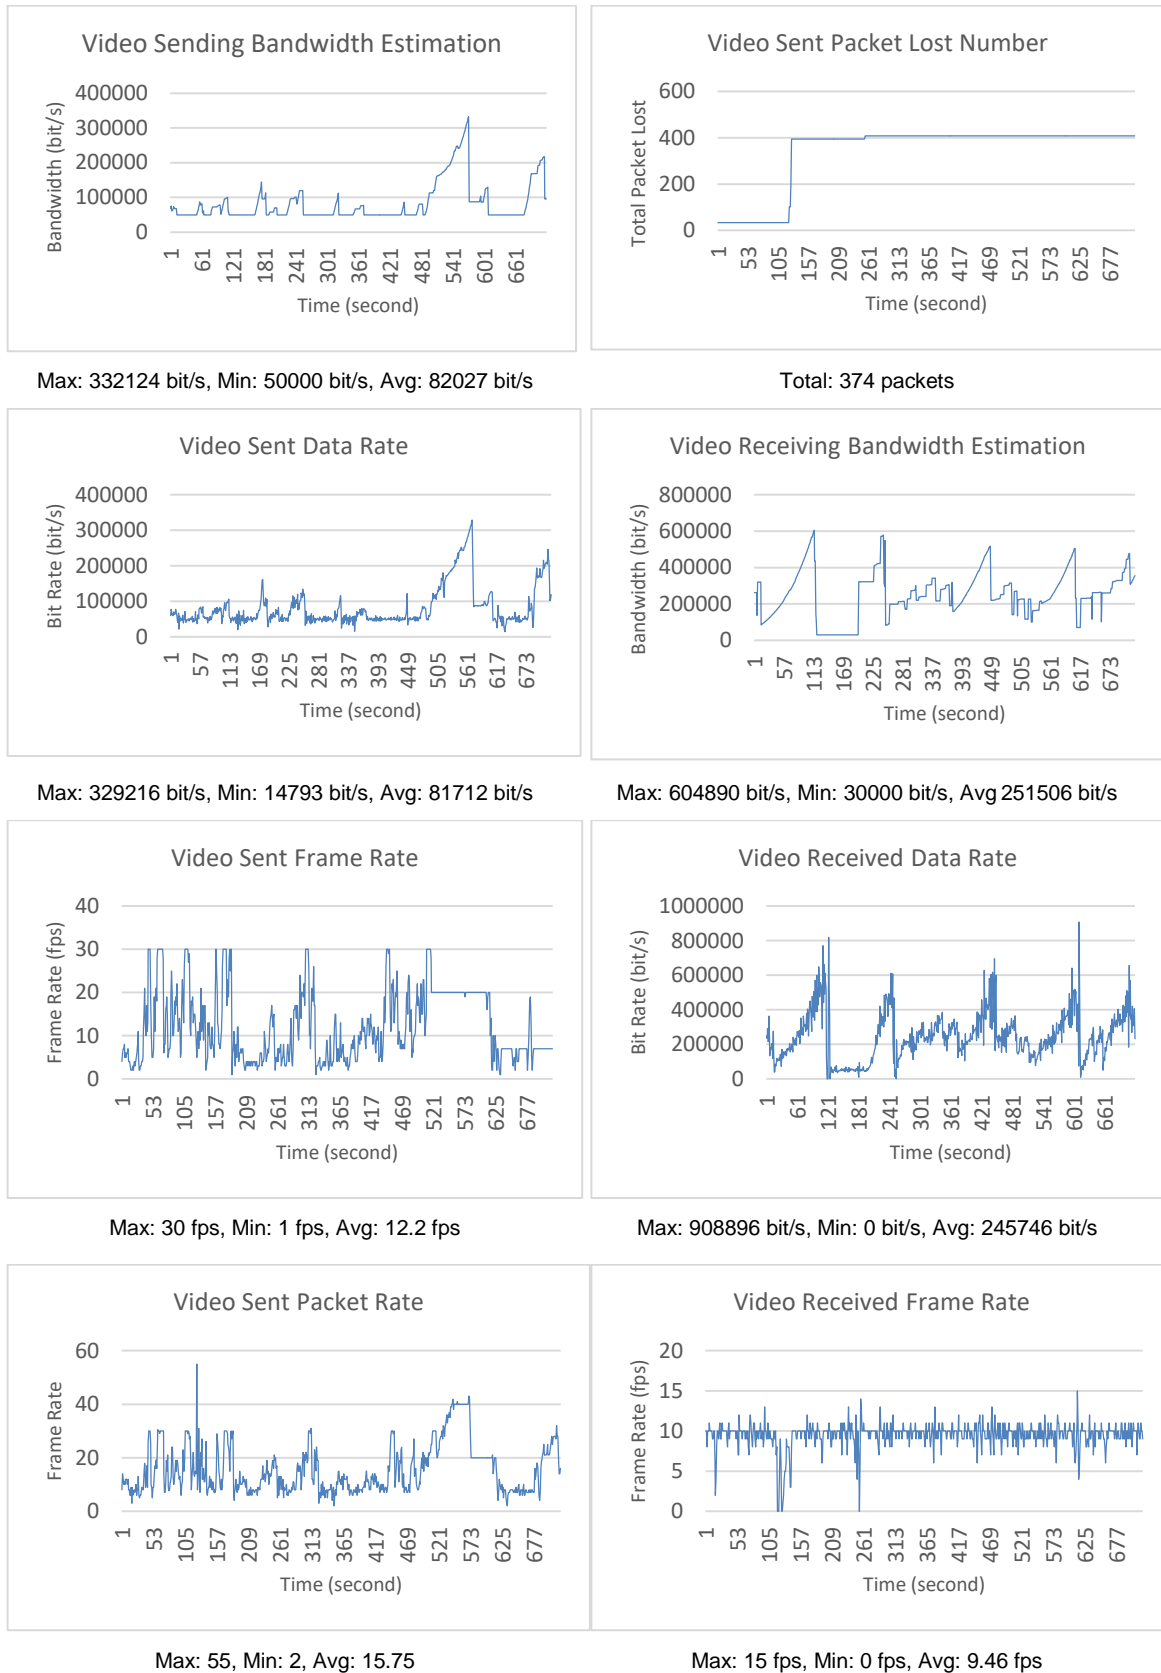 Video Sending Bandwidth Estimation
Bandwidth (bit/s)
400000
300000
200000
100000
0
1 61 121 181 241 301 361 421 481 541 601 661
Time (second)
Max: 332124 bit/s, Min: 50000 bit/s, Avg: 82027 bit/s
Video Sent Packet Lost Number
Total Packet Lost
600
400
200
0
1 53 105 157 209 261 313 365 417 469 521 573 625 677
Time (second)
Total: 374 packets
Video Sent Data Rate
Bit Rate (bit/s)
400000
300000
200000
100000
0
1 57 113 169 225 281 337 393 449 505 561 617 673
Time (second)
Max: 329216 bit/s, Min: 14793 bit/s, Avg: 81712 bit/s
Video Receiving Bandwidth Estimation
Bandwidth (bit/s)
800000
600000
400000
200000
0
1 57 113 169 225 281 337 393 449 505 561 617 673
Time (second)
Max: 604890 bit/s, Min: 30000 bit/s, Avg 251506 bit/s
Video Sent Frame Rate
Frame Rate (fps)
40
30
20
10
0
1 53 105 157 209 261 313 365 417 469 521 573 625 677
Time (second)
Max: 30 fps, Min: 1 fps, Avg: 12.2 fps
Video Received Data Rate
Bit Rate (bit/s)
1000000
800000
600000
400000
200000
0
1 61 121 181 241 301 361 421 481 541 601 661
Time (second)
Max: 908896 bit/s, Min: 0 bit/s, Avg: 245746 bit/s
Video Sent Packet Rate
Frame Rate
60
40
20
0
1 53 105 157 209 261 313 365 417 469 521 573 625 677
Time (second)
Max: 55, Min: 2, Avg: 15.75
Video Received Frame Rate
Frame Rate (fps)
20
15
10
5
0
1 53 105 157 209 261 313 365 417 469 521 573 625 677
Time (second)
Max: 15 fps, Min: 0 fps, Avg: 9.46 fps